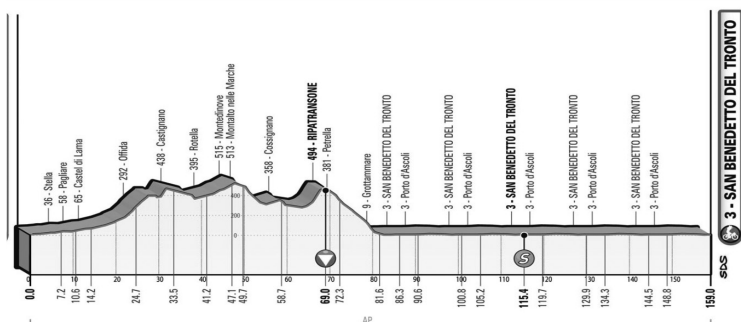 36 - Stella
58 - Pagliare
65 - Castel di Lama
292 - Offida
438 - Castignano
395 - Rotella
515 - Montedinove
513 - Montalto nelle Marche
358 - Cossignano
494 - RIPATRANSONE
381 - Petrella
9 - Grottammare
3 - SAN BENEDETTO DEL TRONTO
3 - Porto d'Ascoli
3 - SAN BENEDETTO DEL TRONTO
3 - Porto d'Ascoli
3 - SAN BENEDETTO DEL TRONTO
3 - Porto d'Ascoli
3 - SAN BENEDETTO DEL TRONTO
3 - Porto d'Ascoli
3 - SAN BENEDETTO DEL TRONTO
3 - Porto d'Ascoli
3 - SAN BENEDETTO DEL TRONTO
400
200
0
S
SDS
0 10 20 30 40 50 60 70 80 90 100 110 120 130 140 150
0.0 7.2 10.6 14.2 24.7 33.5 41.2 47.1 49.7 58.7 69.0 72.3 81.6 86.3 90.6 100.8 105.2 115.4 119.7 129.9 134.3 144.5 148.8 159.0
AP